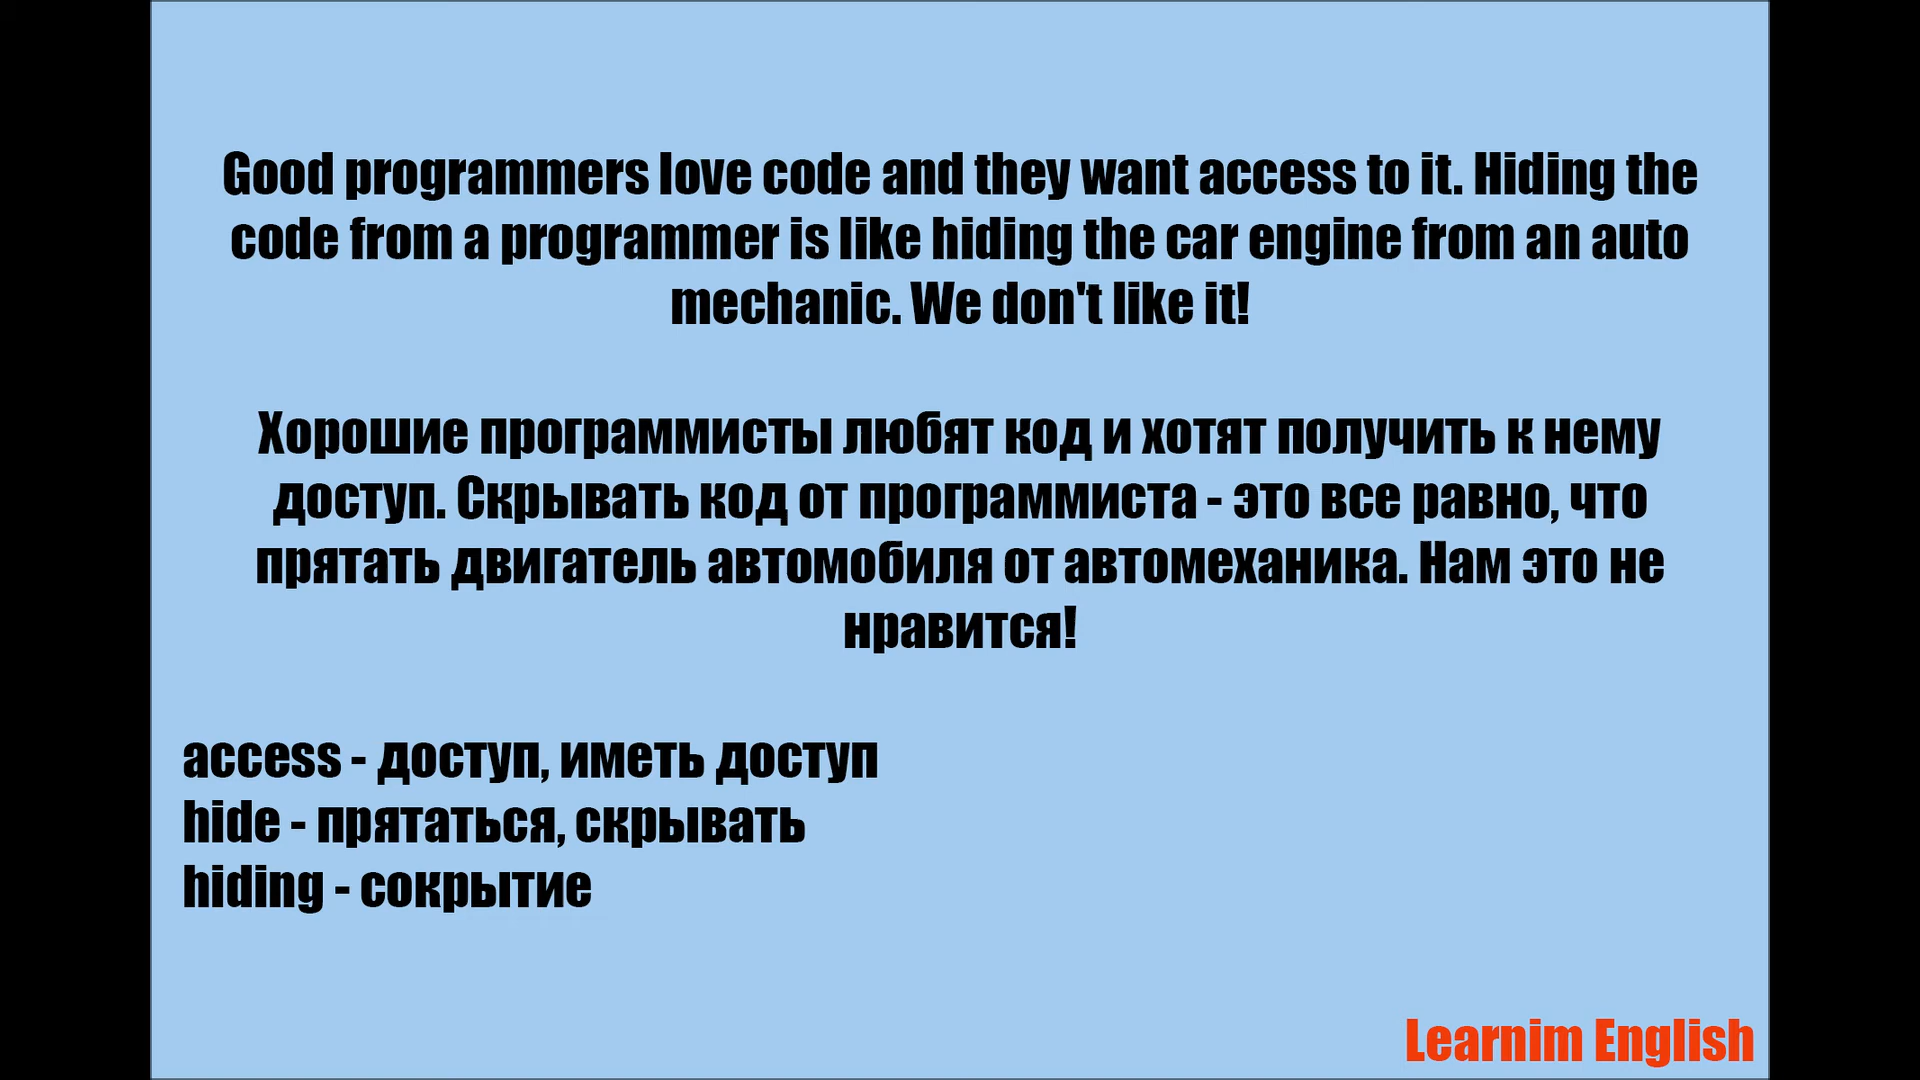 Good programmers love code and they want access to it. Hiding the
code from a programmer is like hiding the car engine from an auto
mechanic. We don't like it!
Хорошие программисты любят код и хотят получить к нему
доступ. Скрывать код от программиста - это все равно, что
прятать двигатель автомобиля от автомеханика. Нам это не
нравится!
access - доступ, иметь доступ
hide - прятаться, скрывать
hiding - сокрытие
Learnim English